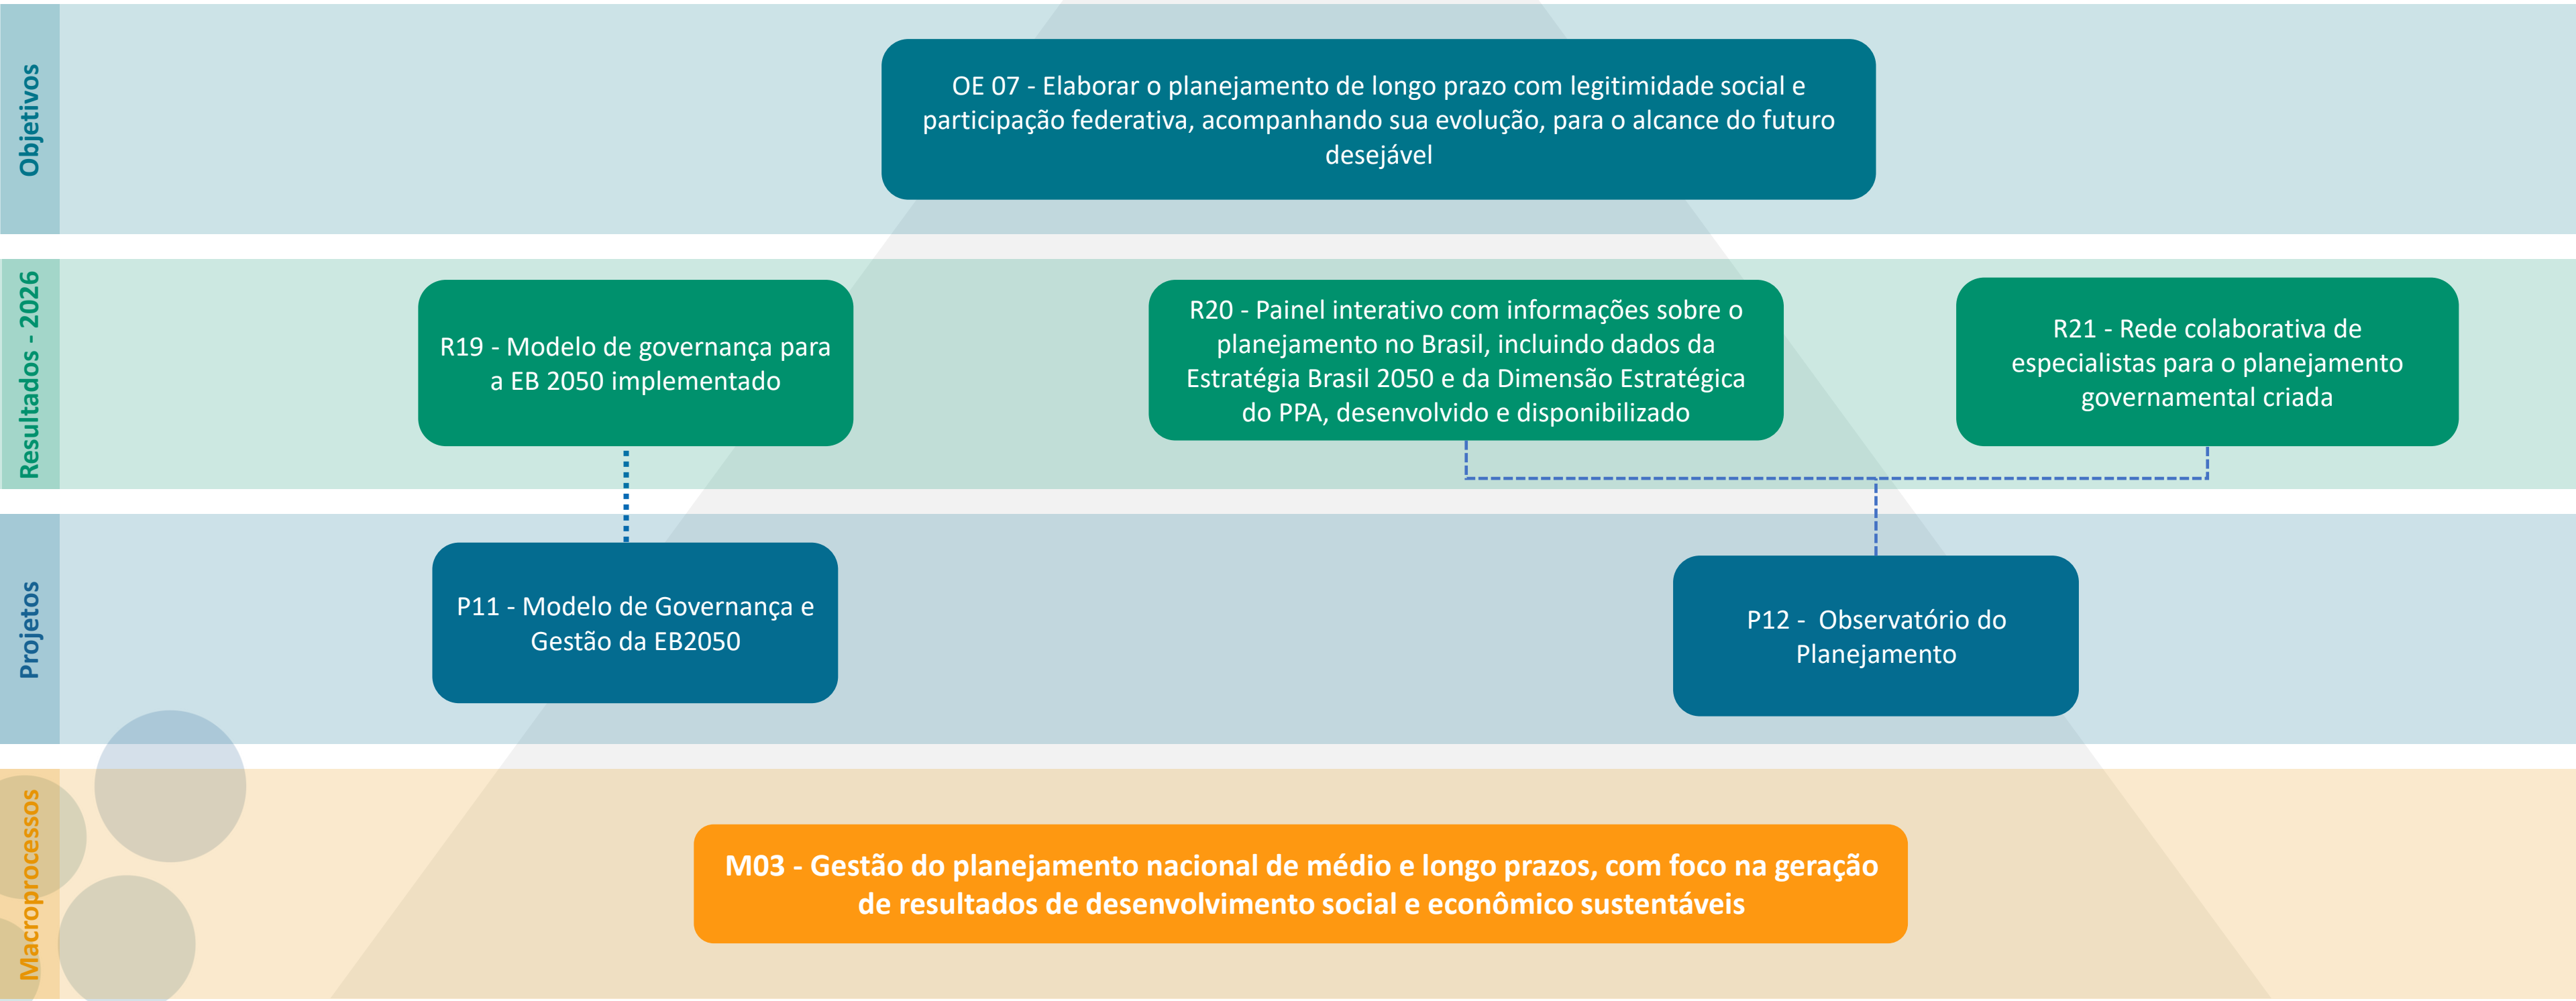 Objetivos
OE 07 - Elaborar o planejamento de longo prazo com legitimidade social e
participação federativa, acompanhando sua evolução, para o alcance do futuro
desejável
Resultados - 2026
R19 - Modelo de governança para
a EB 2050 implementado
R20 - Painel interativo com informações sobre o
planejamento no Brasil, incluindo dados da
Estratégia Brasil 2050 e da Dimensão Estratégica
do PPA, desenvolvido e disponibilizado
R21 - Rede colaborativa de
especialistas para o planejamento
governamental criada
Projetos
P11 - Modelo de Governança e
Gestão da EB2050
P12 - Observatório do
Planejamento
Macroprocessos
M03 - Gestão do planejamento nacional de médio e longo prazos, com foco na geração
de resultados de desenvolvimento social e econômico sustentáveis